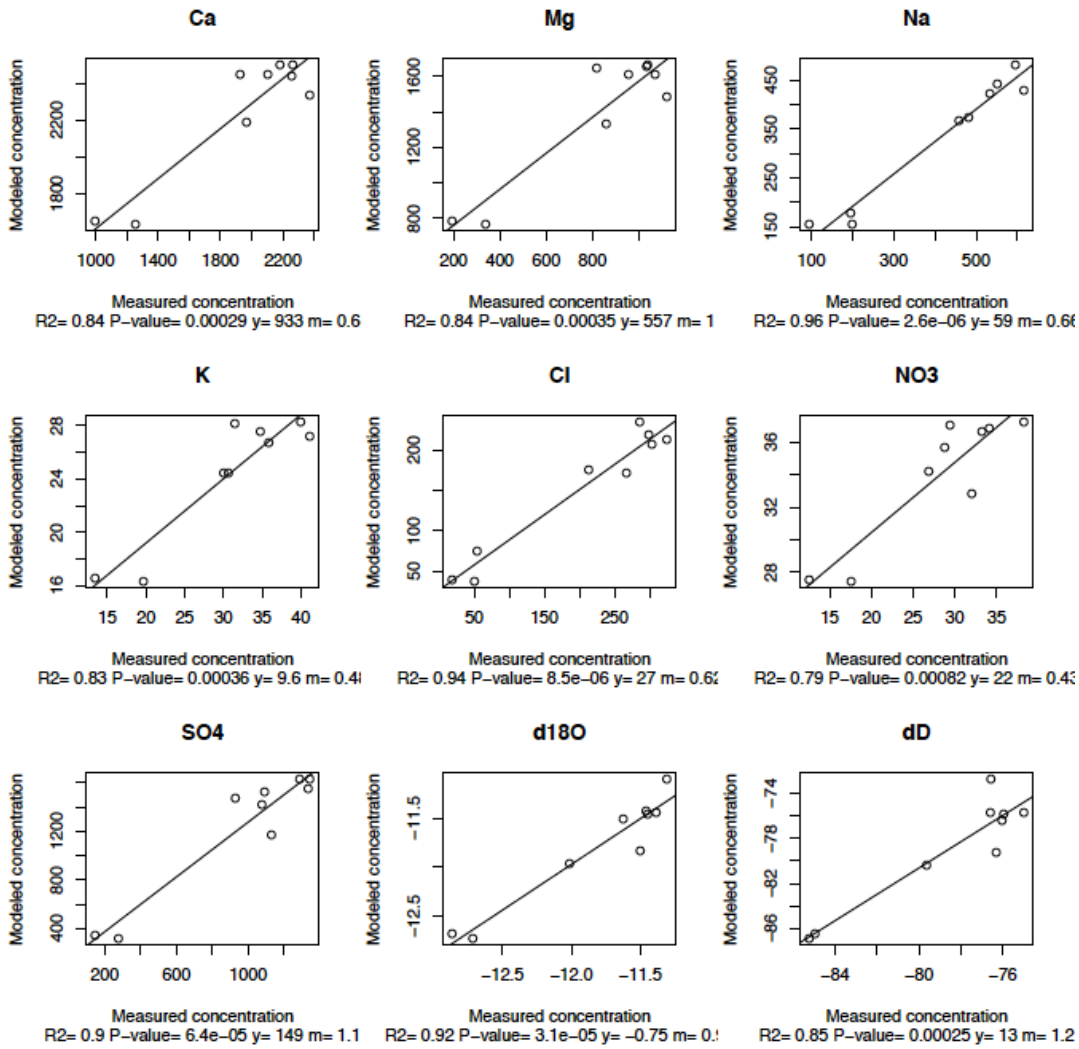 Ca
Modeled concentration
1800 2200
1000 1400 1800 2200
Measured concentration
R2= 0.84 P−value= 0.00029 y= 933 m= 0.6
Mg
Modeled concentration
800 1200 1600
200 400 600 800
Measured concentration
R2= 0.84 P−value= 0.00035 y= 557 m= 1
Na
Modeled concentration
150 250 350 450
100 300 500
Measured concentration
R2= 0.96 P−value= 2.6e−06 y= 59 m= 0.66
K
Modeled concentration
16 20 24 28
15 20 25 30 35 40
Measured concentration
R2= 0.83 P−value= 0.00036 y= 9.6 m= 0.48
Cl
Modeled concentration
50 100 200
50 150 250
Measured concentration
R2= 0.94 P−value= 8.5e−06 y= 27 m= 0.62
NO3
Modeled concentration
28 32 36
15 20 25 30 35
Measured concentration
R2= 0.79 P−value= 0.00082 y= 22 m= 0.43
SO4
Modeled concentration
400 800 1200
200 600 1000
Measured concentration
R2= 0.9 P−value= 6.4e−05 y= 149 m= 1.1
d18O
Modeled concentration
−12.5 −11.5
−12.5 −12.0 −11.5
Measured concentration
R2= 0.92 P−value= 3.1e−05 y= −0.75 m=
dD
Modeled concentration
−86 −82 −78 −74
−84 −80 −76
Measured concentration
R2= 0.85 P−value= 0.00025 y= 13 m= 1.2